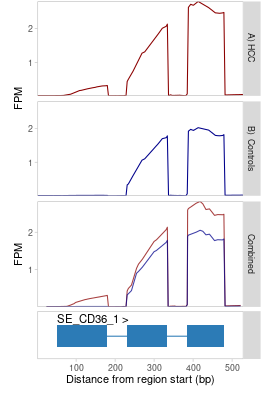 A) HCC
2
1
FPM
B) Controls
2
1
Combined
2
1
FPM
SE_CD36_1 >
100 200 300 400 500
Distance from region start (bp)